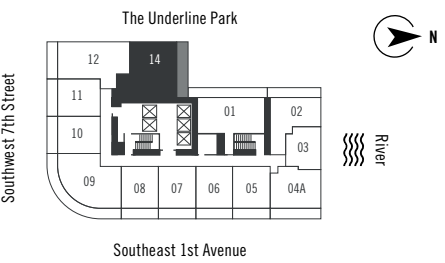 The Underline Park
N
12
14
11
01
02
Southwest 7th Street
10
03
River
09
08
07
06
05
04A
Southeast 1st Avenue